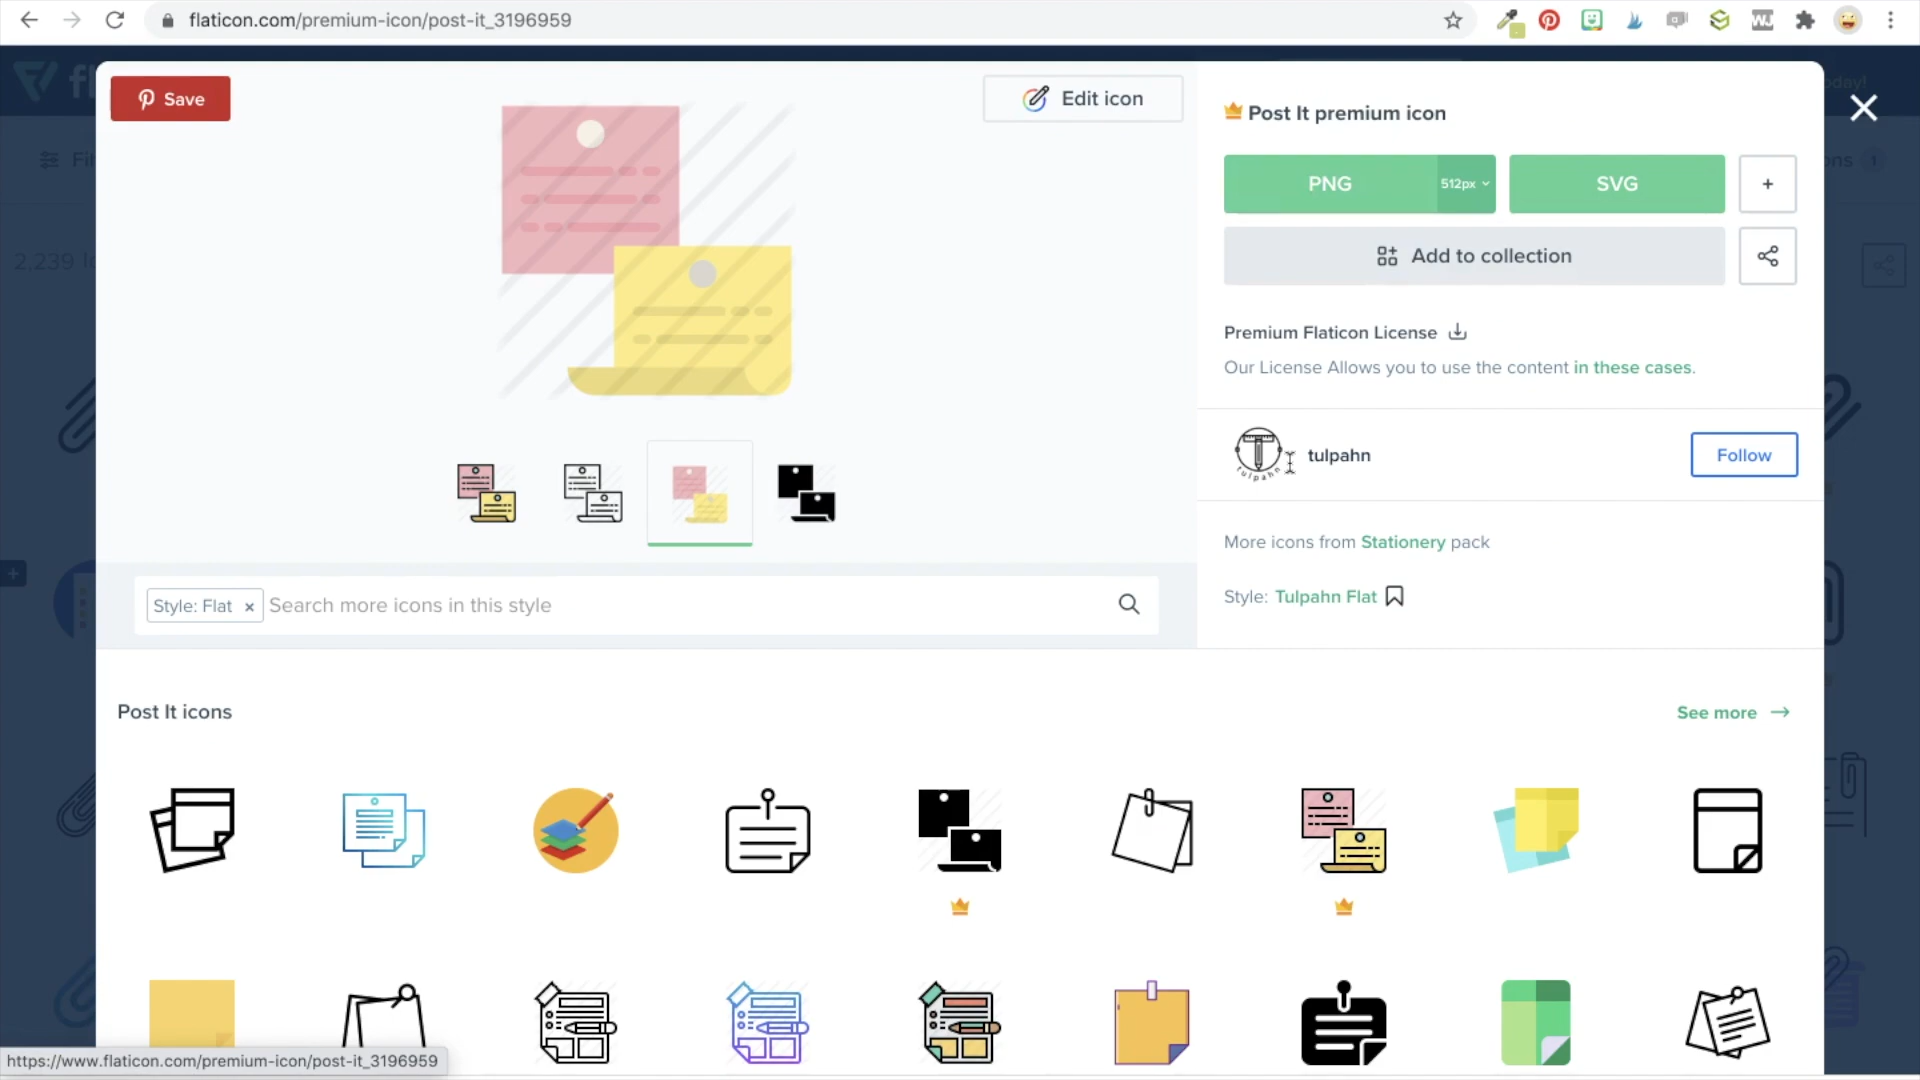 flaticon.com/premium-icon/post-it_3196959
Save
Edit icon
Post It premium icon
PNG
512px
SVG
+
Add to collection
Premium Flaticon License
Our License Allows you to use the content in these cases.
tulpahn
tulpahn
Follow
More icons from Stationery pack
Style: Tulpahn Flat
Style: Flat ×
Search more icons in this style
2,239
Post It icons
See more →
https://www.flaticon.com/premium-icon/post-it_3196959